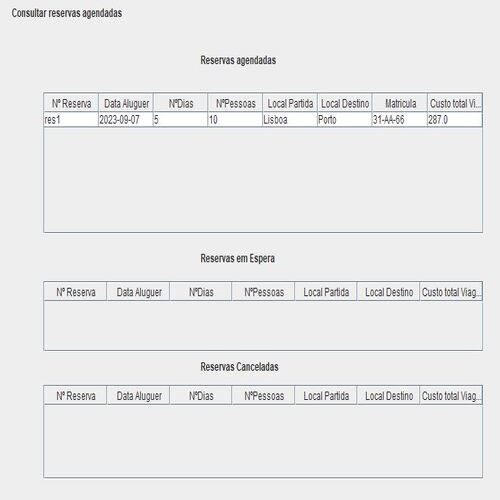 Consultar reservas agendadas
Reservas agendadas
Nº Reserva Data Aluguer NºDias NºPessoas Local Partida Local Destino Matricula Custo total Vi...
res1 2023-09-07 5 10 Lisboa Porto 31-AA-66 287.0
Reservas em Espera
Nº Reserva Data Aluguer NºDias NºPessoas Local Partida Local Destino Custo total Viag...
Reservas Canceladas
Nº Reserva Data Aluguer NºDias NºPessoas Local Partida Local Destino Custo total Viag...